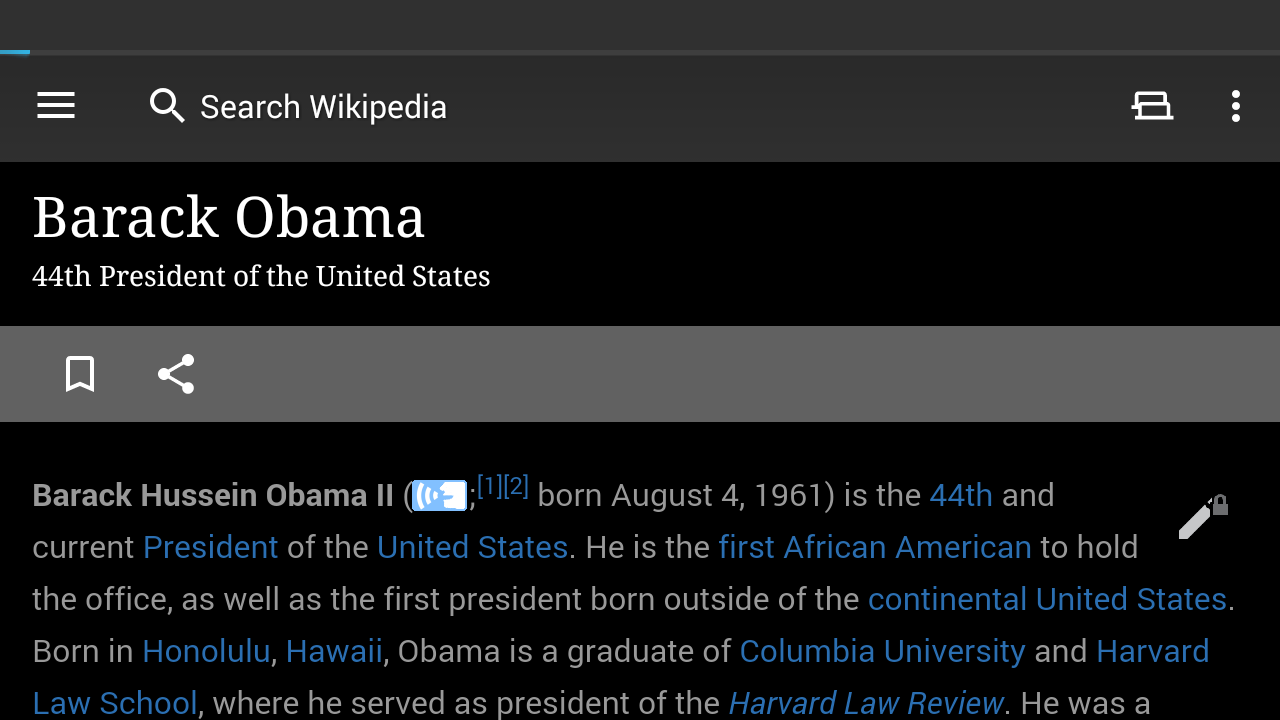 Search Wikipedia
Barack Obama
44th President of the United States
Barack Hussein Obama II (;[1][2] born August 4, 1961) is the 44th and
current President of the United States. He is the first African American to hold
the office, as well as the first president born outside of the continental United States.
Born in Honolulu, Hawaii, Obama is a graduate of Columbia University and Harvard
Law School, where he served as president of the Harvard Law Review. He was a